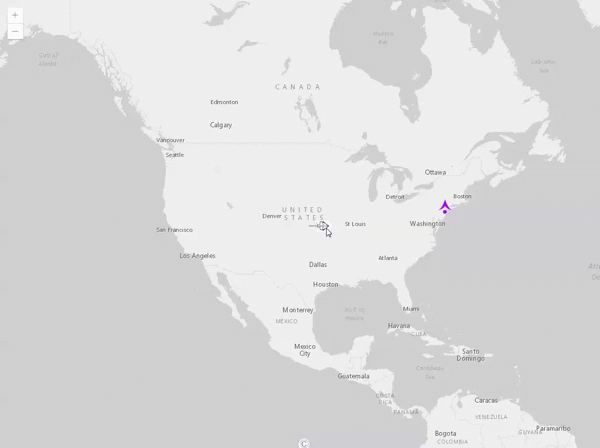 +
−
Gulf of
Alaska
Hudson
Bay
Labrador
Sea
CANADA
Edmonton
Calgary
Vancouver
Seattle
Ottawa
Detroit
Boston
UNITED
STATES
Denver
St Louis
Washington
San Francisco
Los Angeles
Dallas
Atlanta
Houston
Monterrey
MÉXICO
Gulf of
Mexico
Miami
Havana
CUBA
Mexico
City
Santo
Domingo
Guatemala
Caribbean
Sea
COSTA
RICA
PANAMA
Caracas
VENEZUELA
Bogota
COLOMBIA
GUYANA
Paramaribo
©